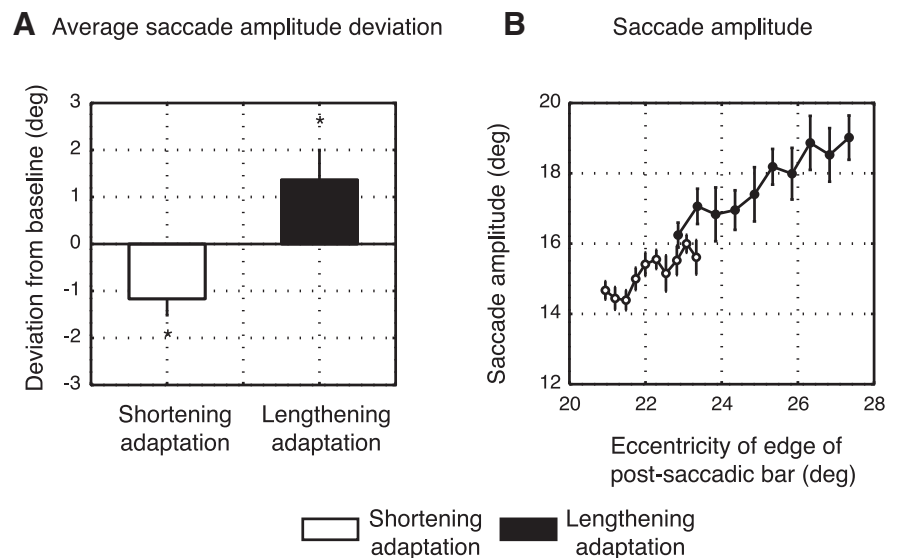 A Average saccade amplitude deviation
Deviation from baseline (deg)
3
2
1
0
-1
-2
-3
*
*
Shortening
adaptation
Lengthening
adaptation
B Saccade amplitude
Saccade amplitude (deg)
20
18
16
14
12
20 22 24 26 28
Eccentricity of edge of
post-saccadic bar (deg)
Shortening
adaptation
Lengthening
adaptation